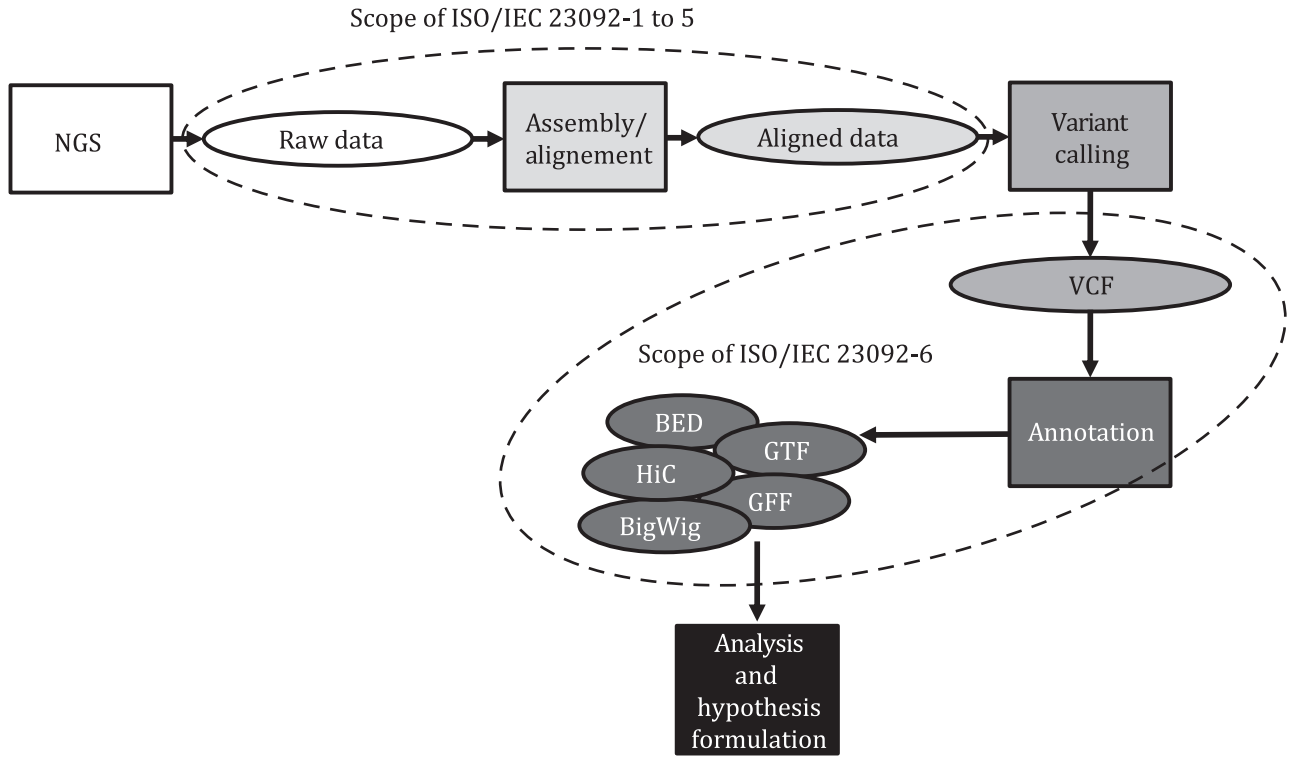 Scope of ISO/IEC 23092-1 to 5
NGS
Raw data
Assembly/
alignement
Aligned data
Variant
calling
VCF
Scope of ISO/IEC 23092-6
Annotation
BED
GTF
HiC
GFF
BigWig
Analysis
and
hypothesis
formulation